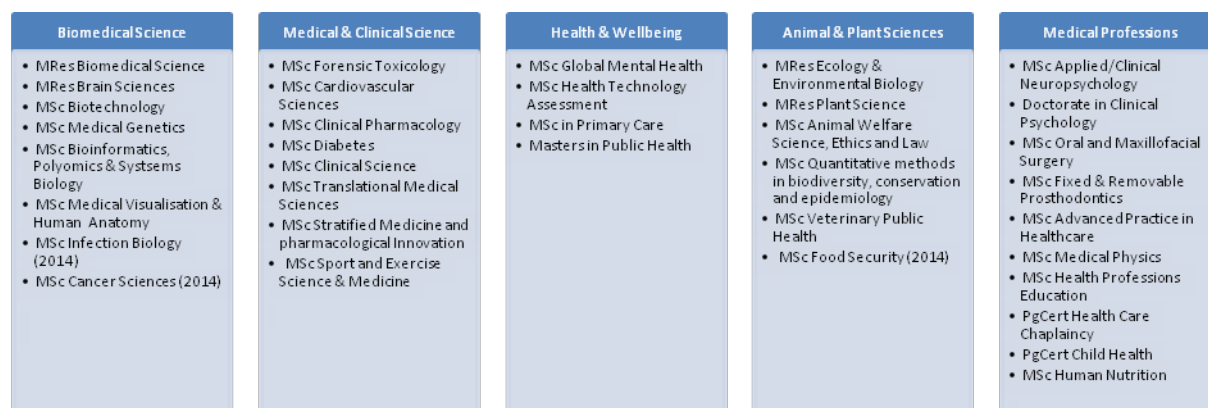 Biomedical Science
• MRes Biomedical Science
• MRes Brain Sciences
• MSc Biotechnology
• MSc Medical Genetics
• MSc Bioinformatics,
Polyomics & Systsems
Biology
• MSc Medical Visualisation &
Human Anatomy
• MSc Infection Biology
(2014)
• MSc Cancer Sciences (2014)
Medical & Clinical Science
• MSc Forensic Toxicology
• MSc Cardiovascular
Sciences
• MSc Clinical Pharmacology
• MSc Diabetes
• MSc Clinical Science
• MSc Translational Medical
Sciences
• MSc Stratified Medicine and
pharmacological Innovation
• MSc Sport and Exercise
Science & Medicine
Health & Wellbeing
• MSc Global Mental Health
• MSc Health Technology
Assessment
• MSc in Primary Care
• Masters in Public Health
Animal & Plant Sciences
• MRes Ecology &
Environmental Biology
• MRes Plant Science
• MSc Animal Welfare
Science, Ethics and Law
• MSc Quantitative methods
in biodiversity, conservation
and epidemiology
• MSc Veterinary Public
Health
• MSc Food Security (2014)
Medical Professions
• MSc Applied/Clinical
Neuropsychology
• Doctorate in Clinical
Psychology
• MSc Oral and Maxillofacial
Surgery
• MSc Fixed & Removable
Prosthodontics
• MSc Advanced Practice in
Healthcare
• MSc Medical Physics
• MSc Health Professions
Education
• PgCert Health Care
Chaplaincy
• PgCert Child Health
• MSc Human Nutrition